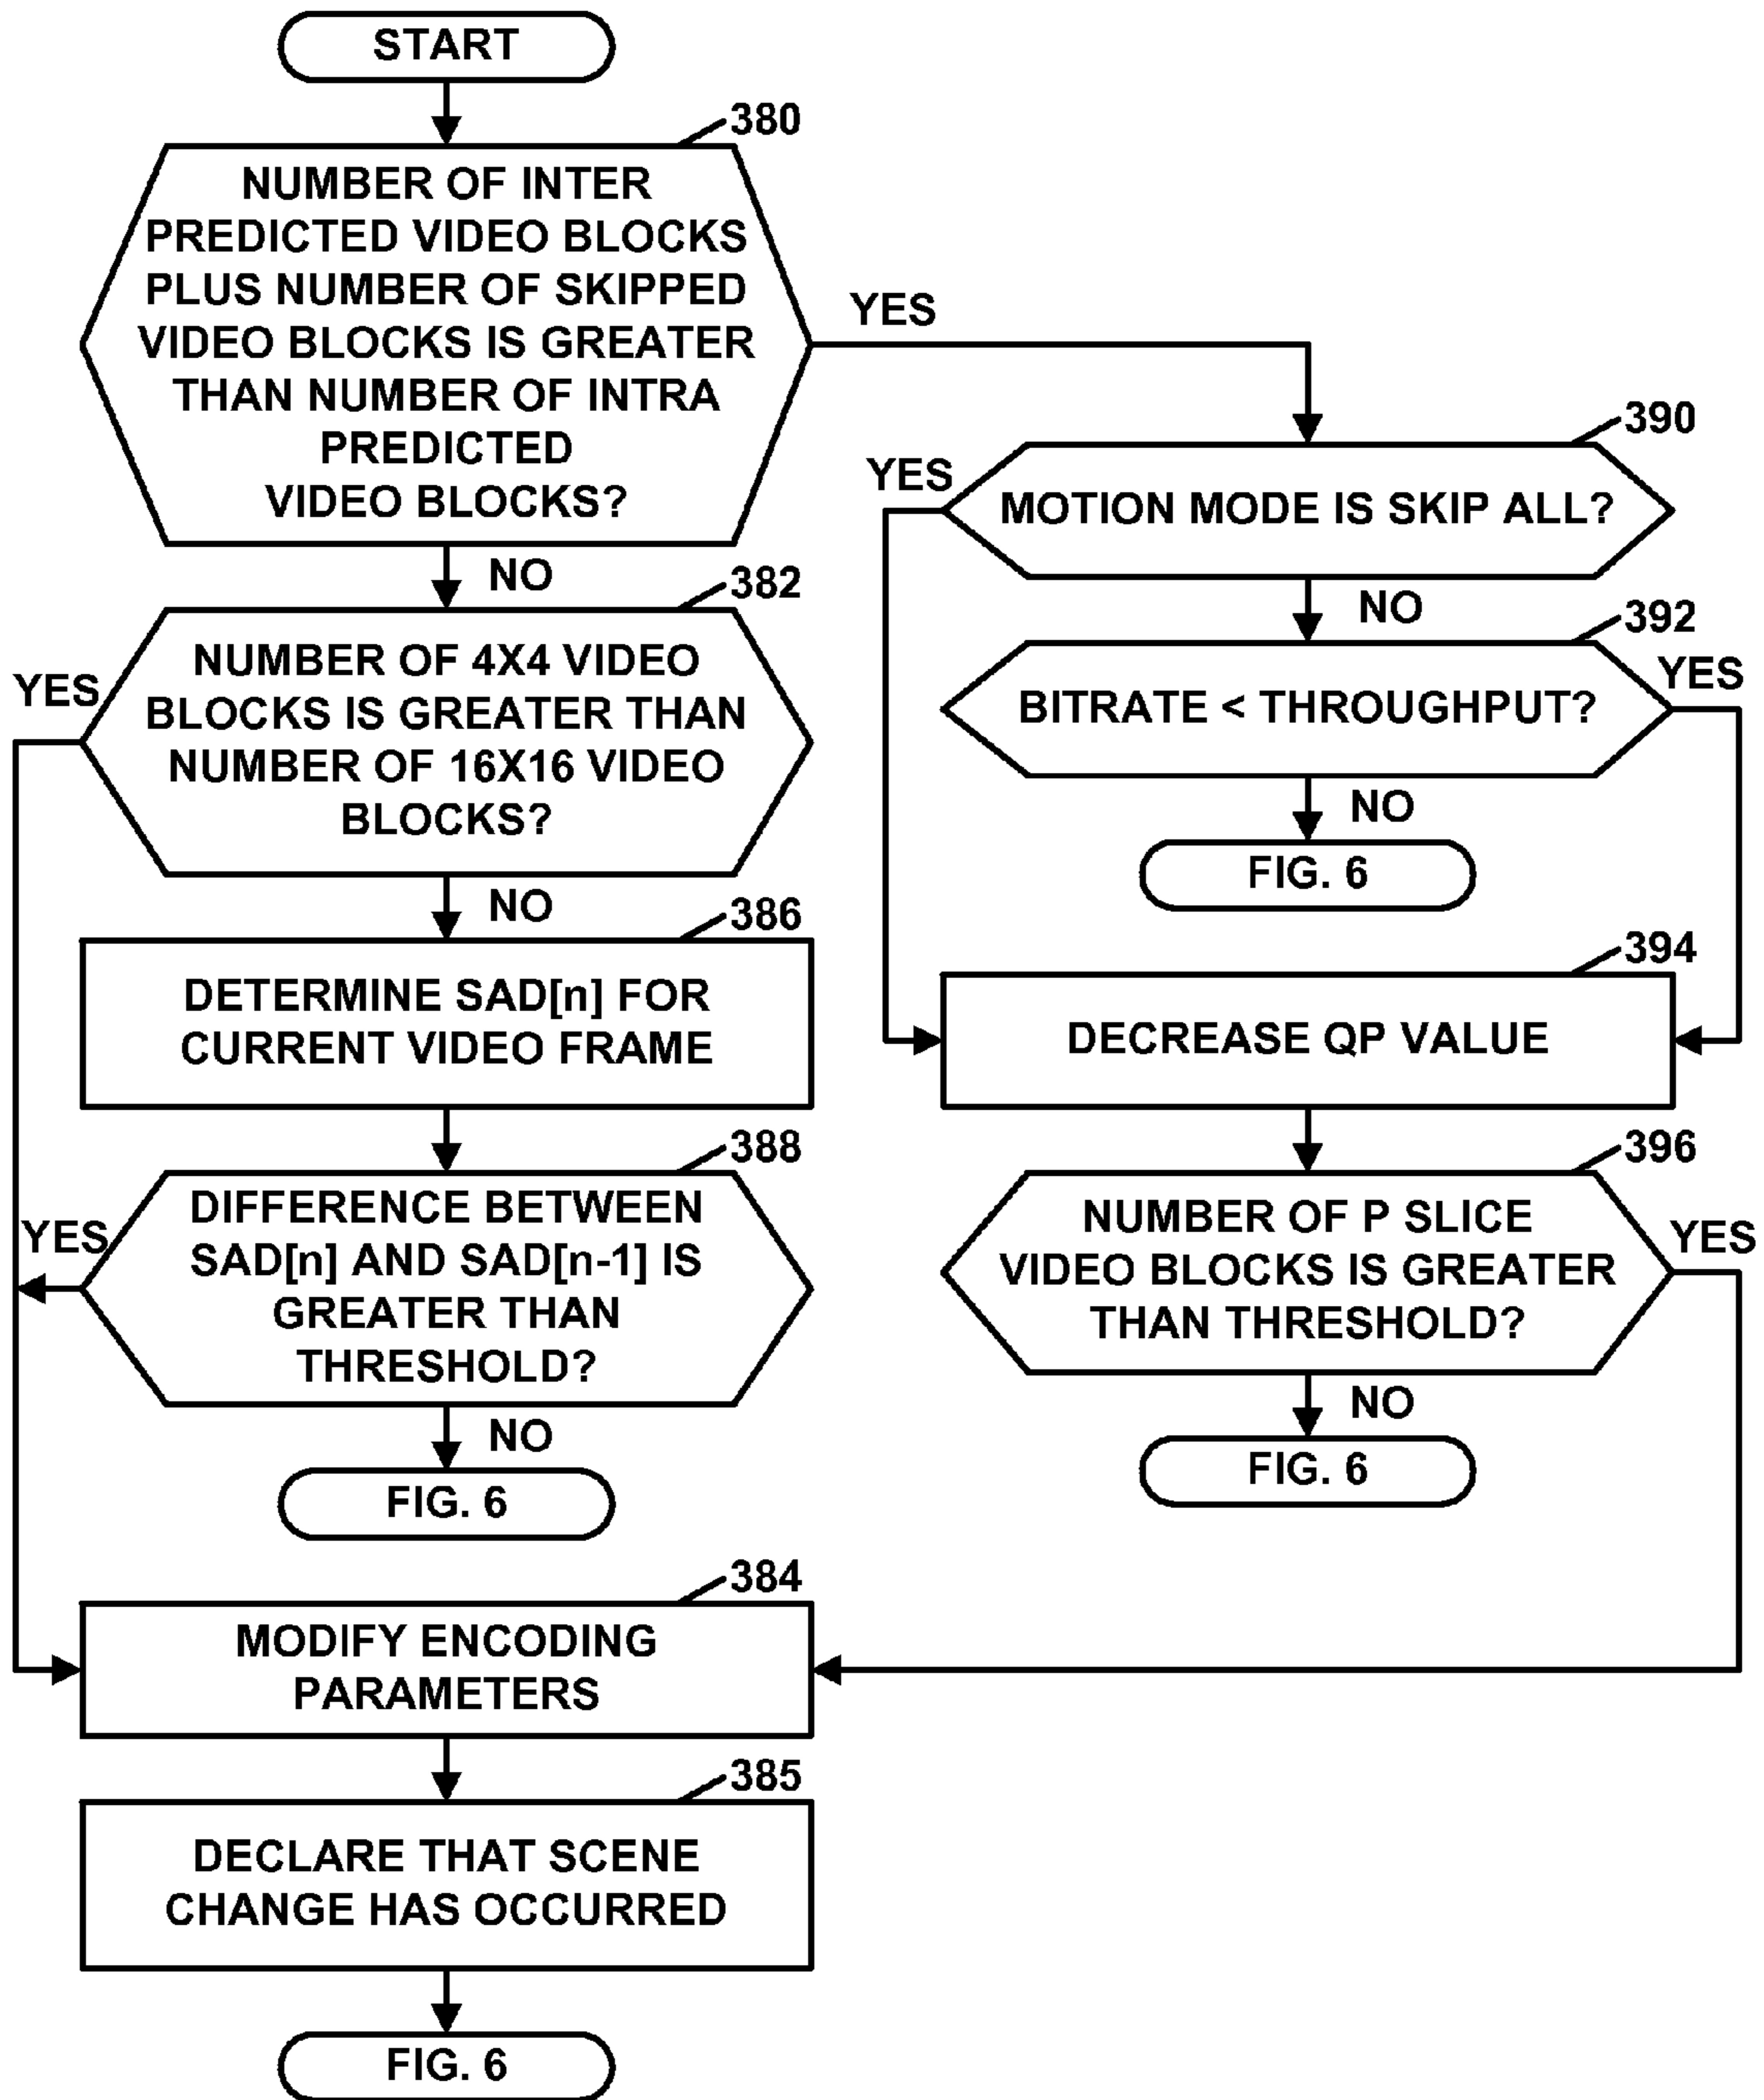 START
380
NUMBER OF INTER
PREDICTED VIDEO BLOCKS
PLUS NUMBER OF SKIPPED
VIDEO BLOCKS IS GREATER
THAN NUMBER OF INTRA
PREDICTED
VIDEO BLOCKS?
YES
NO
382
NUMBER OF 4X4 VIDEO
BLOCKS IS GREATER THAN
NUMBER OF 16X16 VIDEO
BLOCKS?
YES
NO
386
DETERMINE SAD[n] FOR
CURRENT VIDEO FRAME
388
DIFFERENCE BETWEEN
SAD[n] AND SAD[n-1] IS
GREATER THAN
THRESHOLD?
YES
NO
FIG. 6
390
MOTION MODE IS SKIP ALL?
YES
NO
392
BITRATE < THROUGHPUT?
YES
NO
FIG. 6
394
DECREASE QP VALUE
396
NUMBER OF P SLICE
VIDEO BLOCKS IS GREATER
THAN THRESHOLD?
YES
NO
FIG. 6
384
MODIFY ENCODING
PARAMETERS
385
DECLARE THAT SCENE
CHANGE HAS OCCURRED
FIG. 6